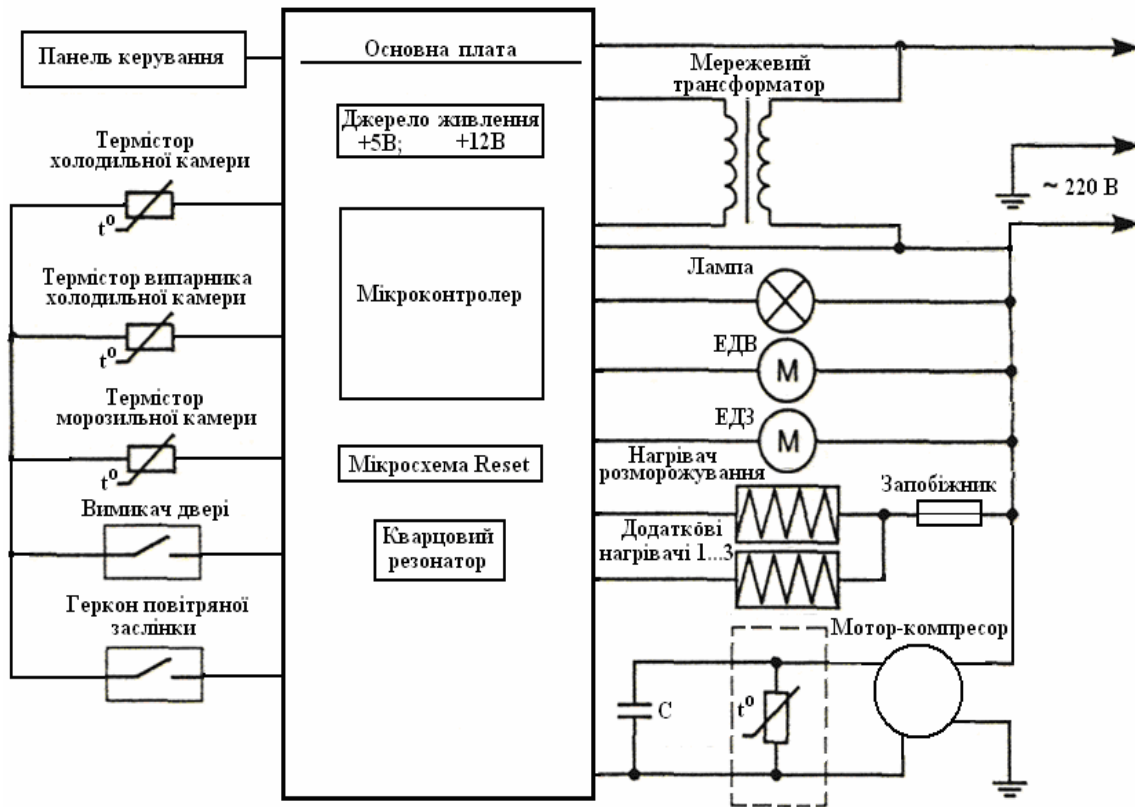 Панель керування
Термістор
холодильної камери
t°
Термістор випарника
холодильної камери
t°
Термістор
морозильної камери
t°
Вимикач двері
Геркон повітряної
заслінки
Основна плата
Джерело живлення
+5В; +12В
Мікроконтролер
Мікросхема Reset
Кварцовий
резонатор
Мережевий
трансформатор
~ 220 В
Лампа
ЕДВ
М
ЕДЗ
М
Нагрівач
розморожування
Запобіжник
Додаткові
нагрівачі 1...3
Мотор-компресор
C
t°